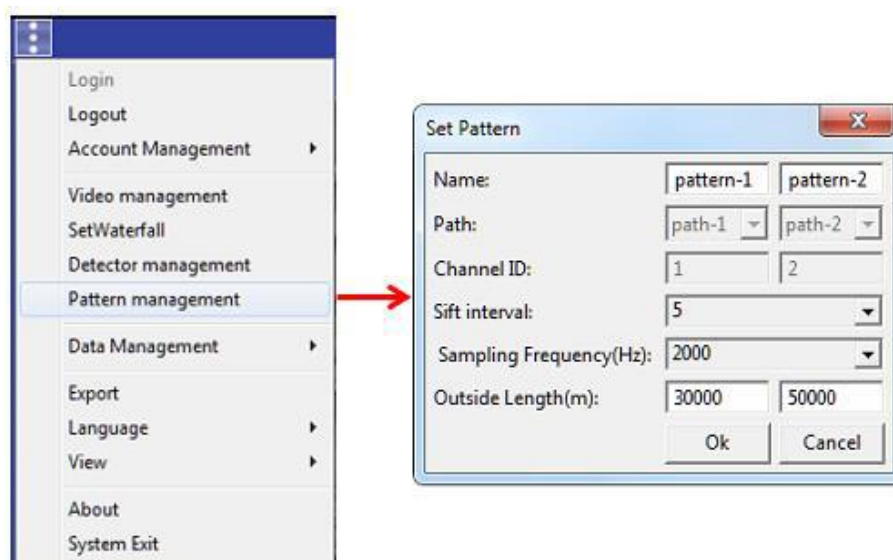 Login
Logout
Account Management
Video management
SetWaterfall
Detector management
Pattern management
Data Management
Export
Language
View
About
System Exit
Set Pattern
Name: pattern-1 pattern-2
Path: path-1 path-2
Channel ID: 1 2
Sift interval: 5
Sampling Frequency(Hz): 2000
Outside Length(m): 30000 50000
Ok Cancel